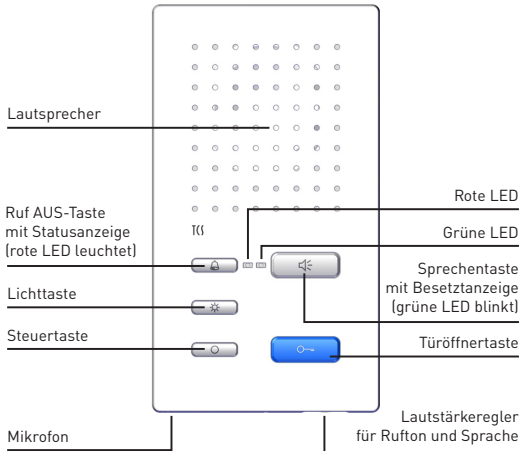 Lautsprecher
Ruf AUS-Taste
mit Statusanzeige
(rote LED leuchtet)
Lichttaste
Steuertaste
Mikrofon
TCS
Rote LED
Grüne LED
Sprechentaste
mit Besetztanzeige
(grüne LED blinkt)
Türöffnertaste
Lautstärkeregler
für Rufton und Sprache